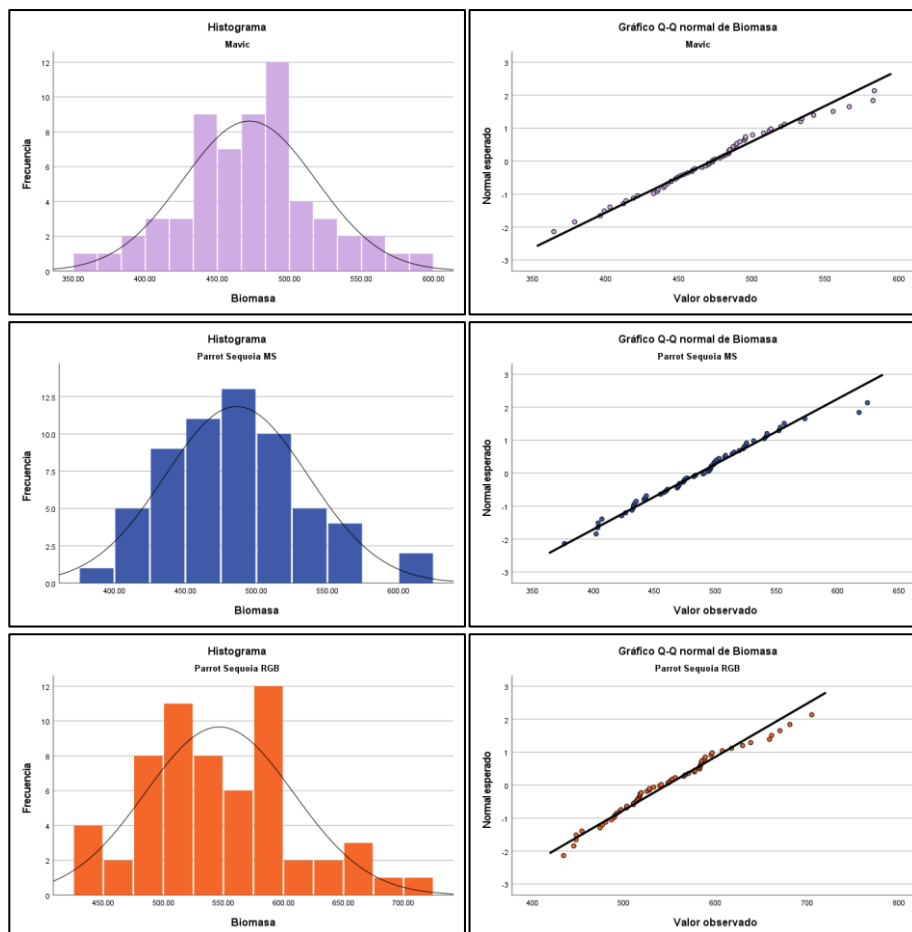 Histograma
Mavic
12
10
8
6
4
2
0
Frecuencia
350.00 400.00 450.00 500.00 550.00 600.00
Biomasa
Gráfico Q-Q normal de Biomasa
Mavic
3
2
1
0
-1
-2
-3
Normal esperado
350 400 450 500 550 600
Valor observado
Histograma
Parrot Sequoia MS
12.5
10.0
7.5
5.0
2.5
0.0
Frecuencia
400.00 450.00 500.00 550.00 600.00
Biomasa
Gráfico Q-Q normal de Biomasa
Parrot Sequoia MS
3
2
1
0
-1
-2
-3
Normal esperado
350 400 450 500 550 600 650
Valor observado
Histograma
Parrot Sequoia RGB
12
10
8
6
4
2
0
Frecuencia
450.00 500.00 550.00 600.00 650.00 700.00
Biomasa
Gráfico Q-Q normal de Biomasa
Parrot Sequoia RGB
3
2
1
0
-1
-2
-3
Normal esperado
400 500 600 700 800
Valor observado